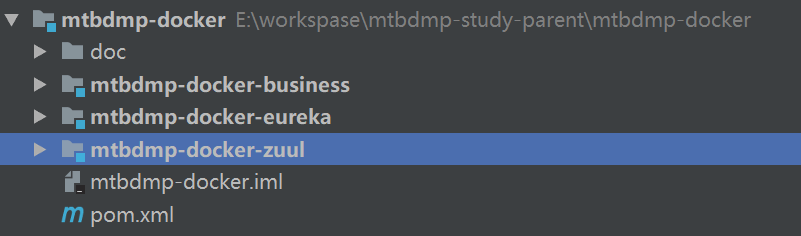 mtbdmp-docker E:\workspase\mtbdmp-study-parent\mtbdmp-docker
doc
mtbdmp-docker-business
mtbdmp-docker-eureka
mtbdmp-docker-zuul
mtbdmp-docker.iml
m pom.xml